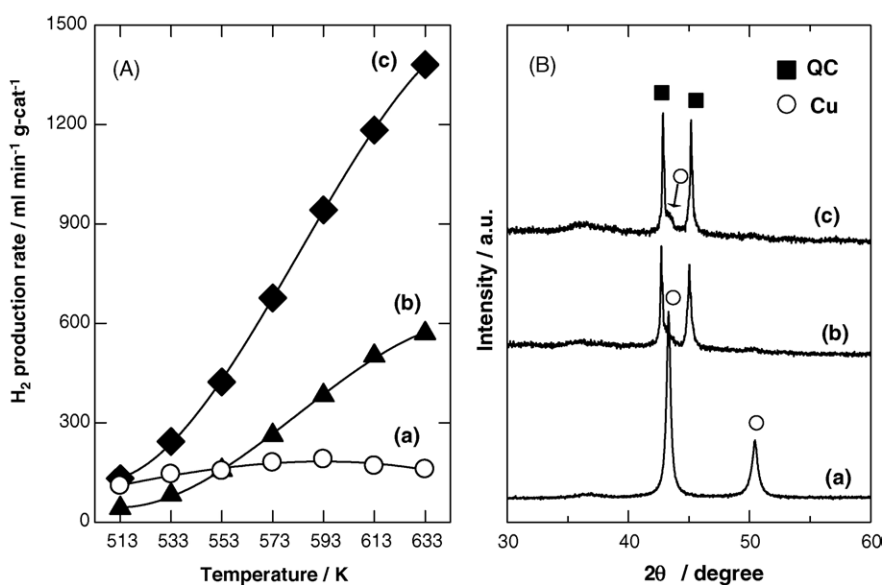 (A)
(c)
(b)
(a)
1500
1200
900
600
300
0
513 533 553 573 593 613 633
Temperature / K
H₂ production rate / ml min⁻¹ g-cat⁻¹
(B)
QC
Cu
(c)
(b)
(a)
30 40 50 60
2θ / degree
Intensity / a.u.